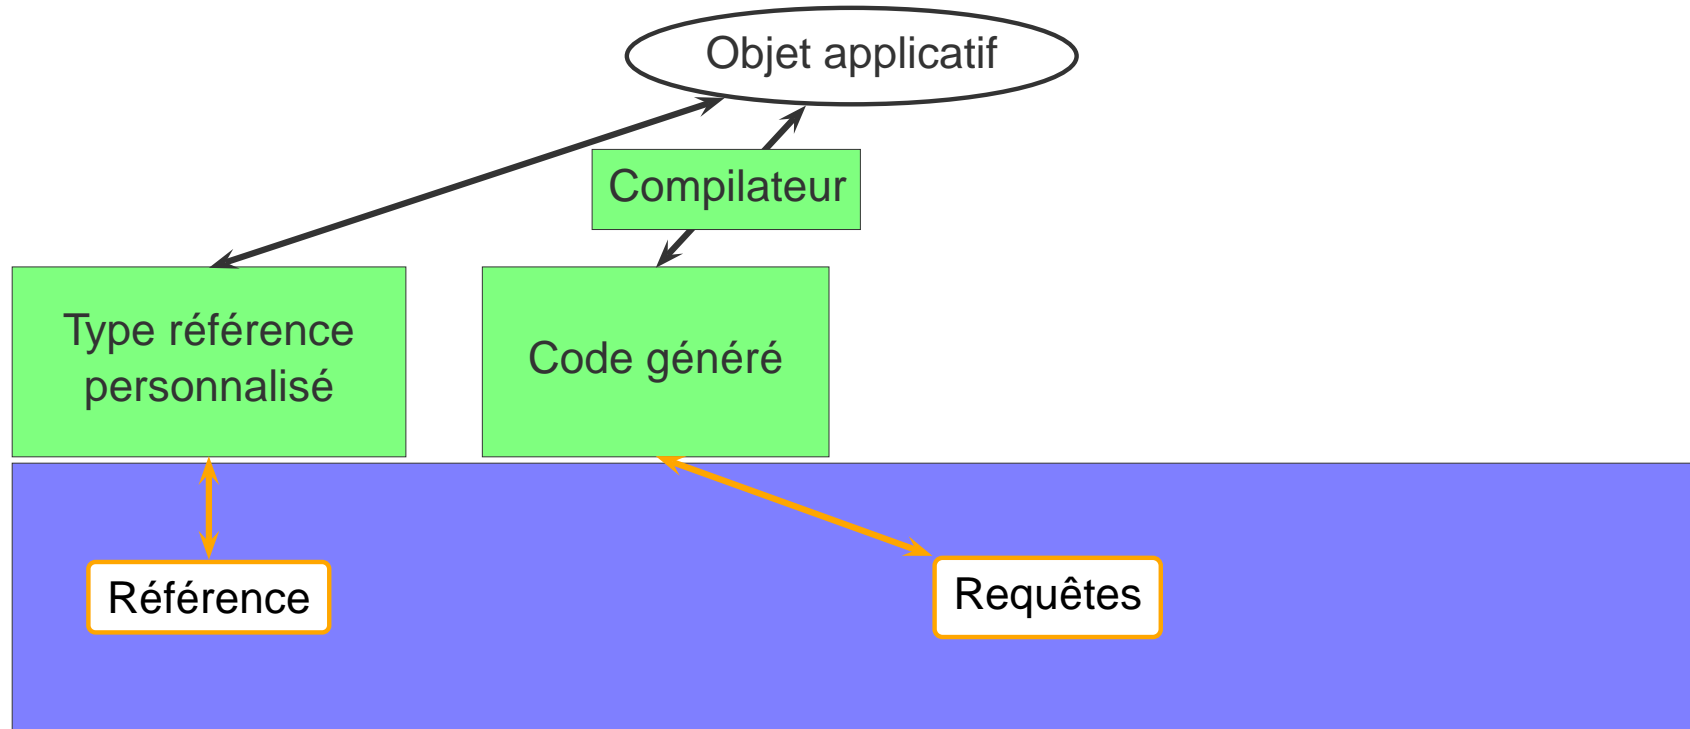 Objet applicatif
Compilateur
Type référence
personnalisé
Code généré
Référence
Requêtes